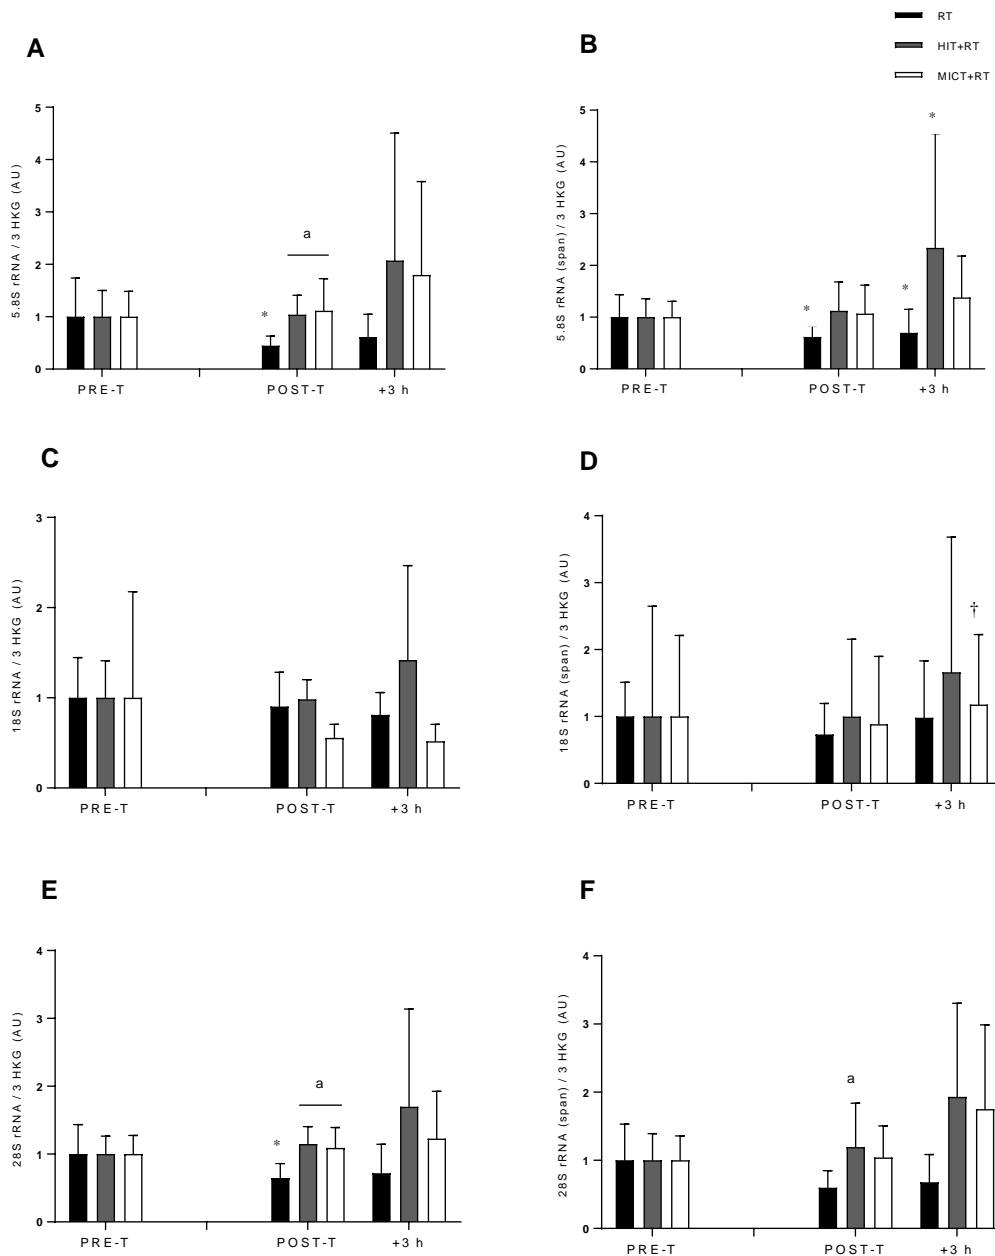 RT
HIT+RT
MICT+RT
A
5.8S rRNA / 3 HKG (AU)
5
4
3
2
1
0
a
*
PRE-T POST-T +3 h
B
5.8S rRNA (span) / 3 HKG (AU)
5
4
3
2
1
0
*
*
*
PRE-T POST-T +3 h
C
18S rRNA / 3 HKG (AU)
3
2
1
0
PRE-T POST-T +3 h
D
18S rRNA (span) / 3 HKG (AU)
4
3
2
1
0
†
PRE-T POST-T +3 h
E
28S rRNA / 3 HKG (AU)
4
3
2
1
0
a
*
PRE-T POST-T +3 h
F
28S rRNA (span) / 3 HKG (AU)
4
3
2
1
0
a
PRE-T POST-T +3 h